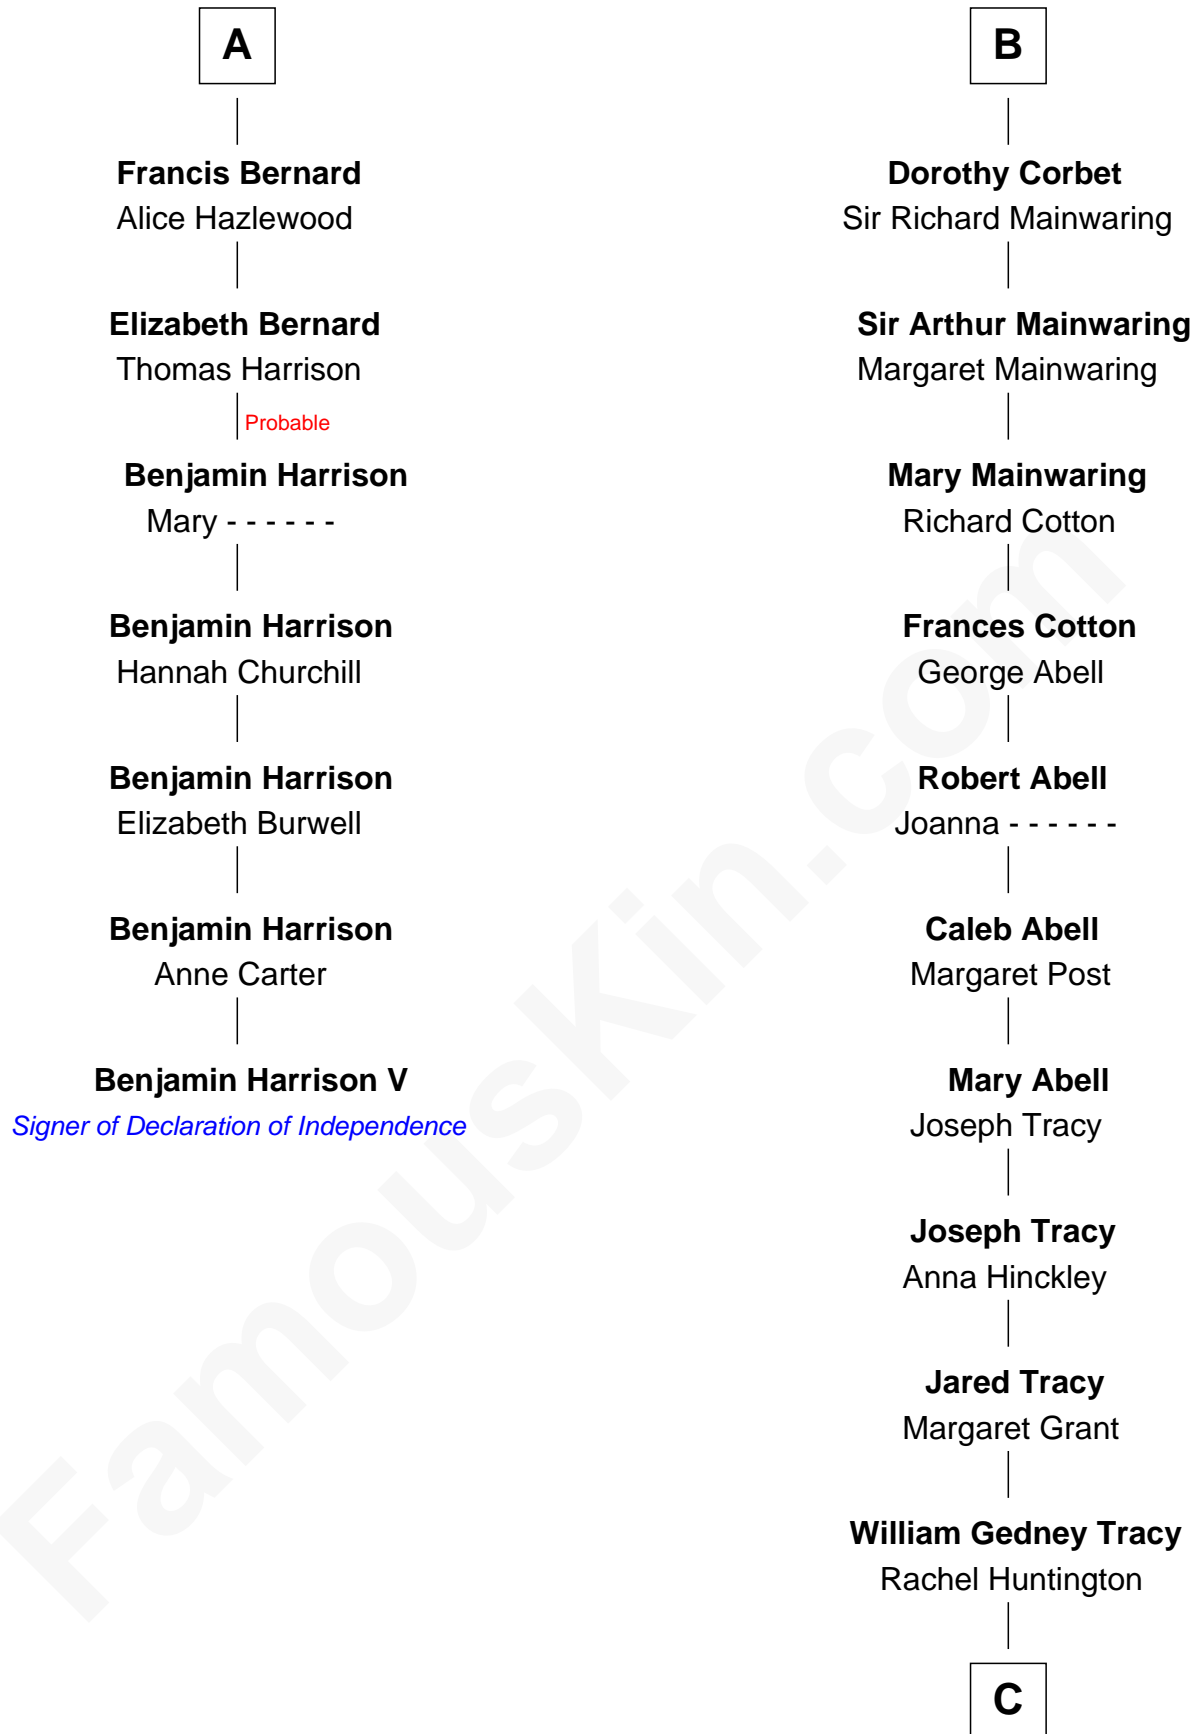 A
Francis Bernard
Alice Hazlewood
Elizabeth Bernard
Thomas Harrison
Probable
Benjamin Harrison
Mary - - - - - -
Benjamin Harrison
Hannah Churchill
Benjamin Harrison
Elizabeth Burwell
Benjamin Harrison
Anne Carter
Benjamin Harrison V
Signer of Declaration of Independence
B
Dorothy Corbet
Sir Richard Mainwaring
Sir Arthur Mainwaring
Margaret Mainwaring
Mary Mainwaring
Richard Cotton
Frances Cotton
George Abell
Robert Abell
Joanna - - - - - -
Caleb Abell
Margaret Post
Mary Abell
Joseph Tracy
Joseph Tracy
Anna Hinckley
Jared Tracy
Margaret Grant
William Gedney Tracy
Rachel Huntington
C
FamousKin.com